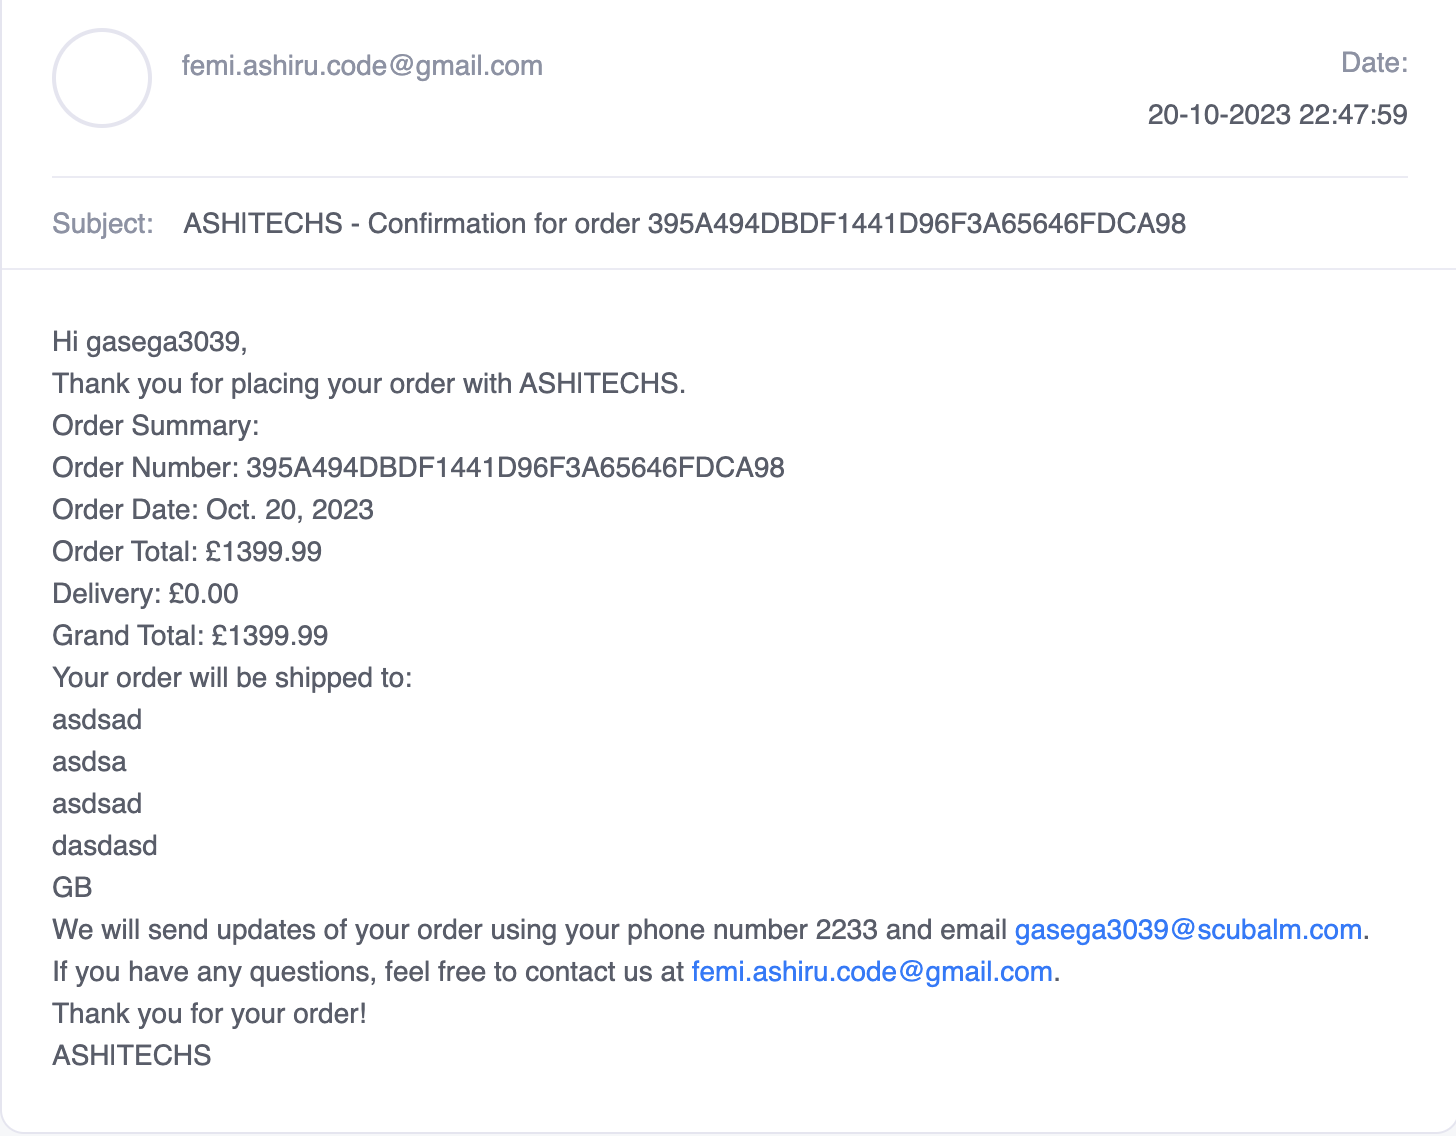 femi.ashiru.code@gmail.com
Date:
20-10-2023 22:47:59
Subject: ASHITECHS - Confirmation for order 395A494DBDF1441D96F3A65646FDCA98
Hi gasega3039,
Thank you for placing your order with ASHITECHS.
Order Summary:
Order Number: 395A494DBDF1441D96F3A65646FDCA98
Order Date: Oct. 20, 2023
Order Total: £1399.99
Delivery: £0.00
Grand Total: £1399.99
Your order will be shipped to:
asdsad
asdsa
asdsad
dasdasd
GB
We will send updates of your order using your phone number 2233 and email gasega3039@scubalm.com.
If you have any questions, feel free to contact us at femi.ashiru.code@gmail.com.
Thank you for your order!
ASHITECHS